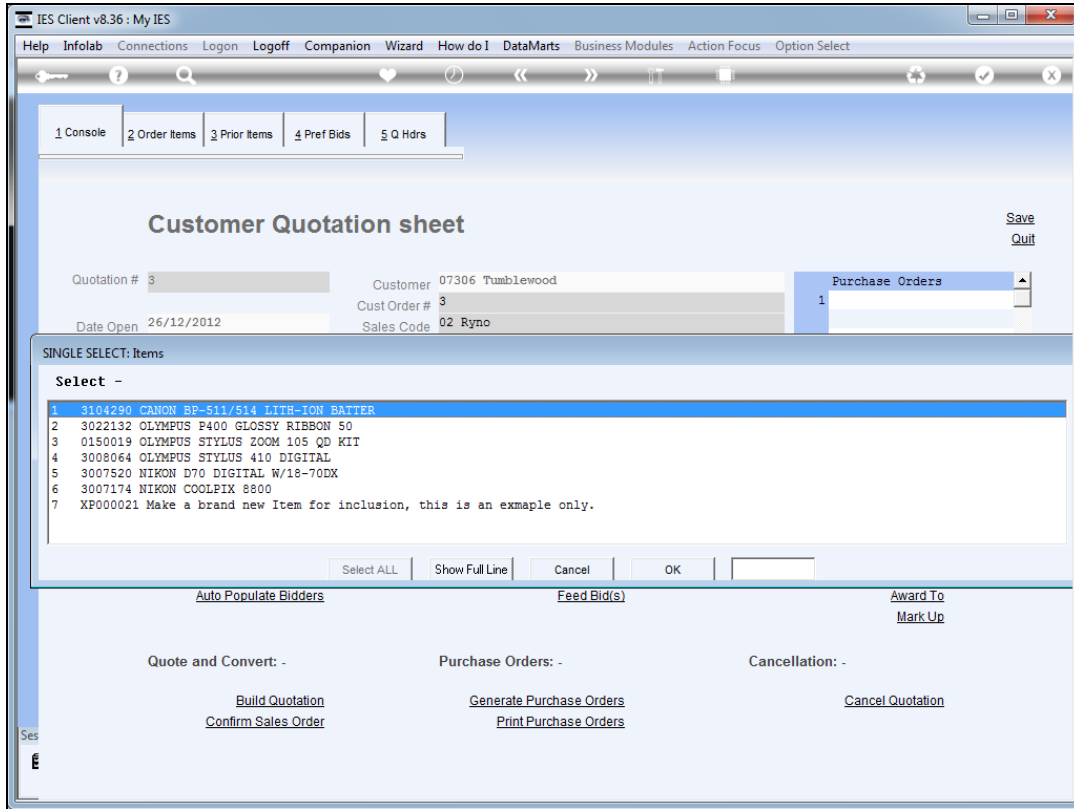 IES Client v8.36 : My IES
Help Infolab Connections Logon Logoff Companion Wizard How do I DataMarts Business Modules Action Focus Option Select
1 Console 2 Order Items 3 Prior Items 4 Pref Bids 5 Q Hdrs
Customer Quotation sheet
Save
Quit
Quotation # 3 Customer 07306 Tumblewood Purchase Orders
Cust Order # 3 1
Date Open 26/12/2012 Sales Code 02 Ryno
SINGLE SELECT: Items
Select -
1 3104290 CANON BP-511/514 LITH-ION BATTER
2 3022132 OLYMPUS P400 GLOSSY RIBBON 50
3 0150019 OLYMPUS STYLUS ZOOM 105 QD KIT
4 3008064 OLYMPUS STYLUS 410 DIGITAL
5 3007520 NIKON D70 DIGITAL W/18-70DX
6 3007174 NIKON COOLPIX 8800
7 XP000021 Make a brand new Item for inclusion, this is an exmaple only.
Select ALL Show Full Line Cancel OK
Auto Populate Bidders Feed Bid(s) Award To
Mark Up
Quote and Convert: - Purchase Orders: - Cancellation: -
Build Quotation Generate Purchase Orders Cancel Quotation
Confirm Sales Order Print Purchase Orders
Ses